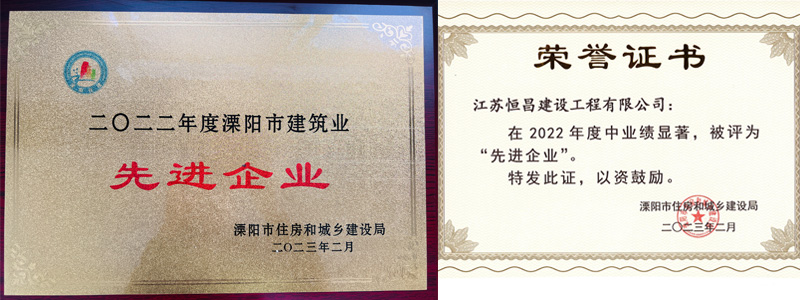 二〇二二年度溧阳市建筑业
先进企业
溧阳市住房和城乡建设局
二〇二三年二月
荣誉证书
江苏恒昌建设工程有限公司：
在 2022 年度中业绩显著，被评为
“先进企业”。
特发此证，以资鼓励。
溧阳市住房和城乡建设局
二〇二三年二月